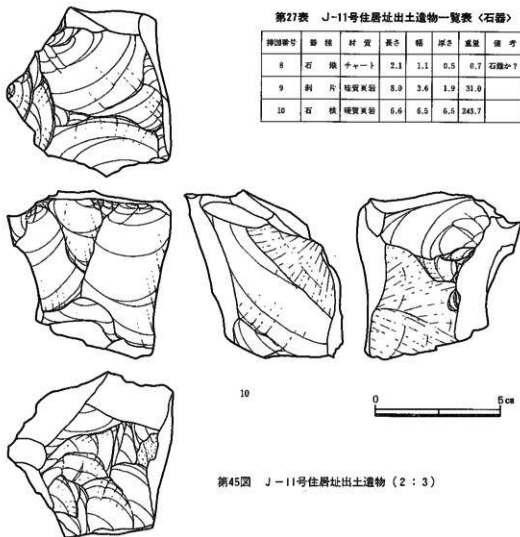 第27表 J-11号住居址出土遺物一覧表〈石器〉
挿図番号 器種 材質 長さ 幅 厚さ 重量 備考
8 石鏃 チャート 2.1 1.1 0.5 0.7 石錐か?
9 剥片 硅質頁岩 8.0 3.6 1.9 31.0
10 石核 硬質頁岩 6.6 6.5 6.5 243.7
10
0 5cm
第45図 J-11号住居址出土遺物(2:3)